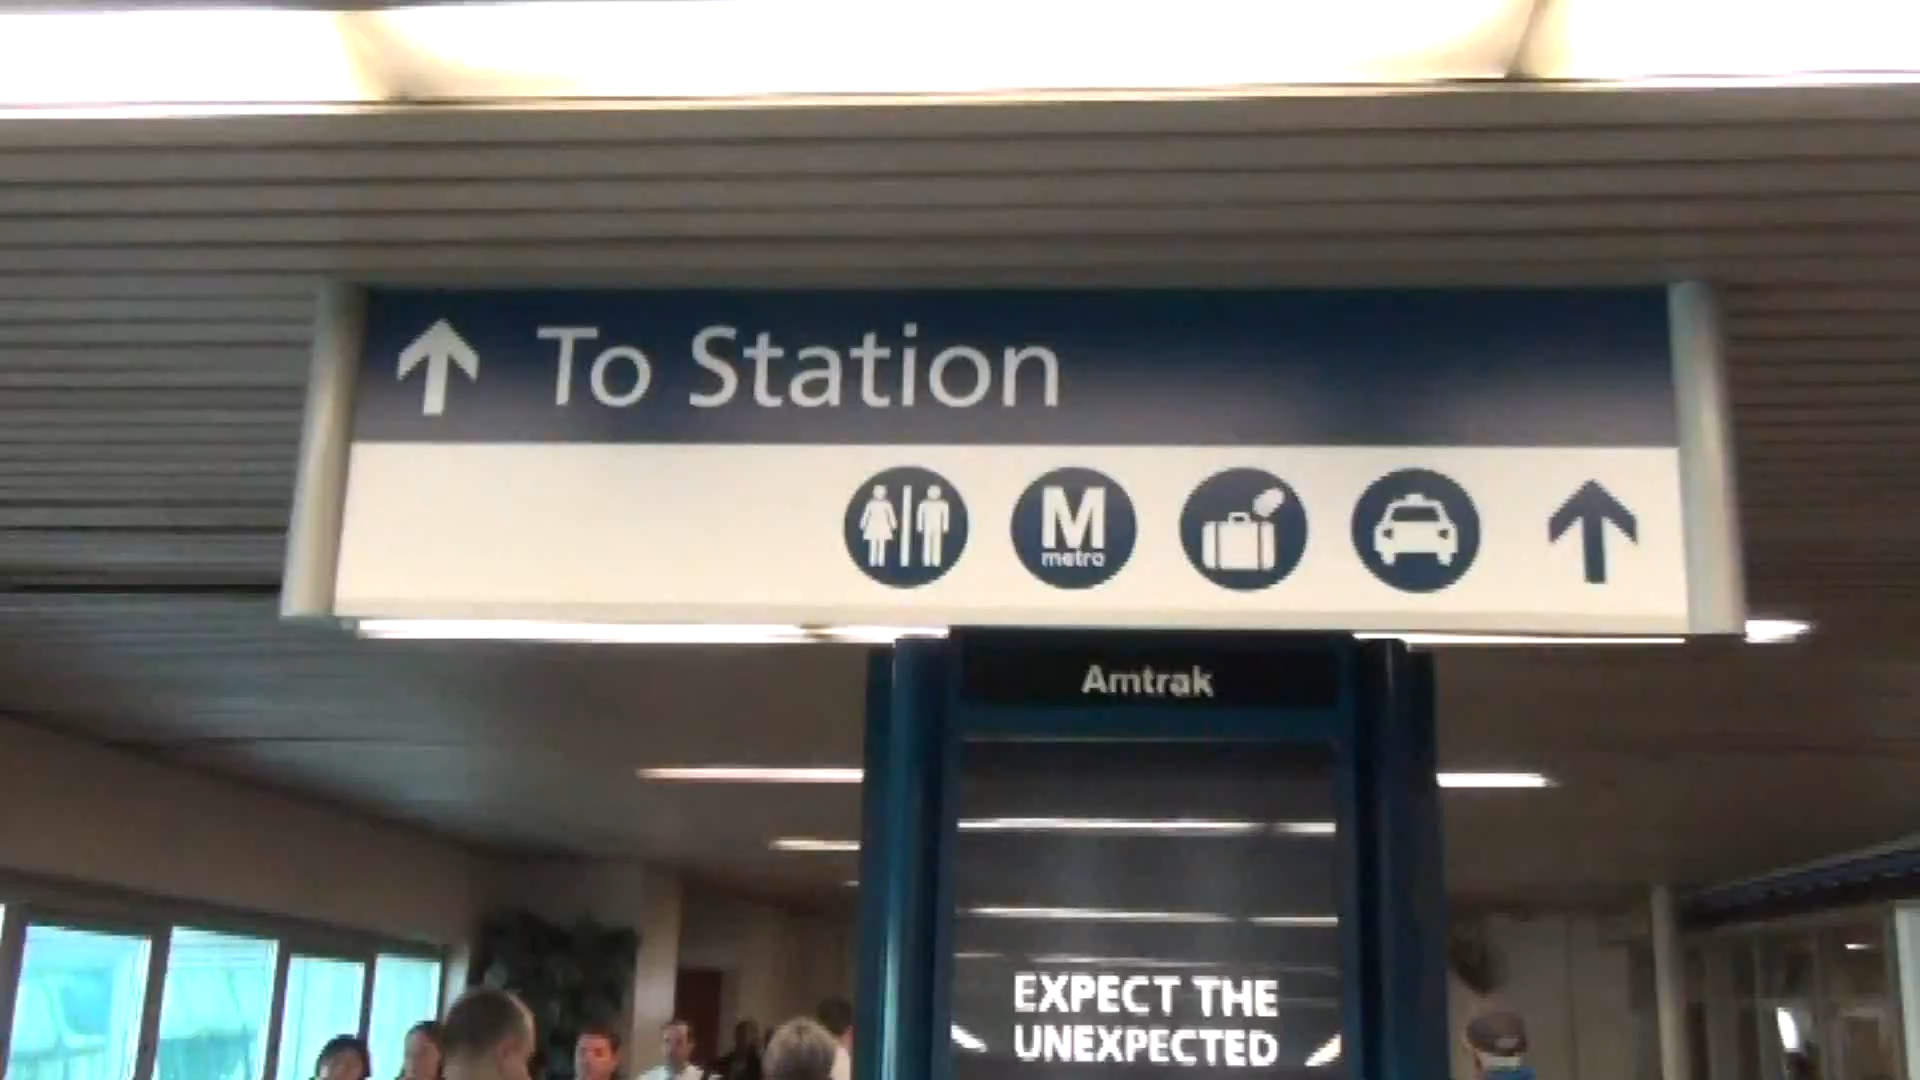 To Station
M
metro
Amtrak
EXPECT THE
UNEXPECTED